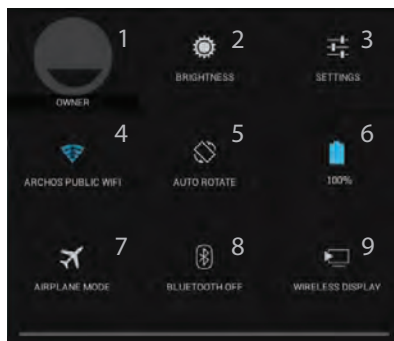 1 2 3
OWNER BRIGHTNESS SETTINGS
4 5 6
ARCHOS PUBLIC WIFI AUTO ROTATE 100%
7 8 9
AIRPLANE MODE BLUETOOTH OFF WIRELESS DISPLAY